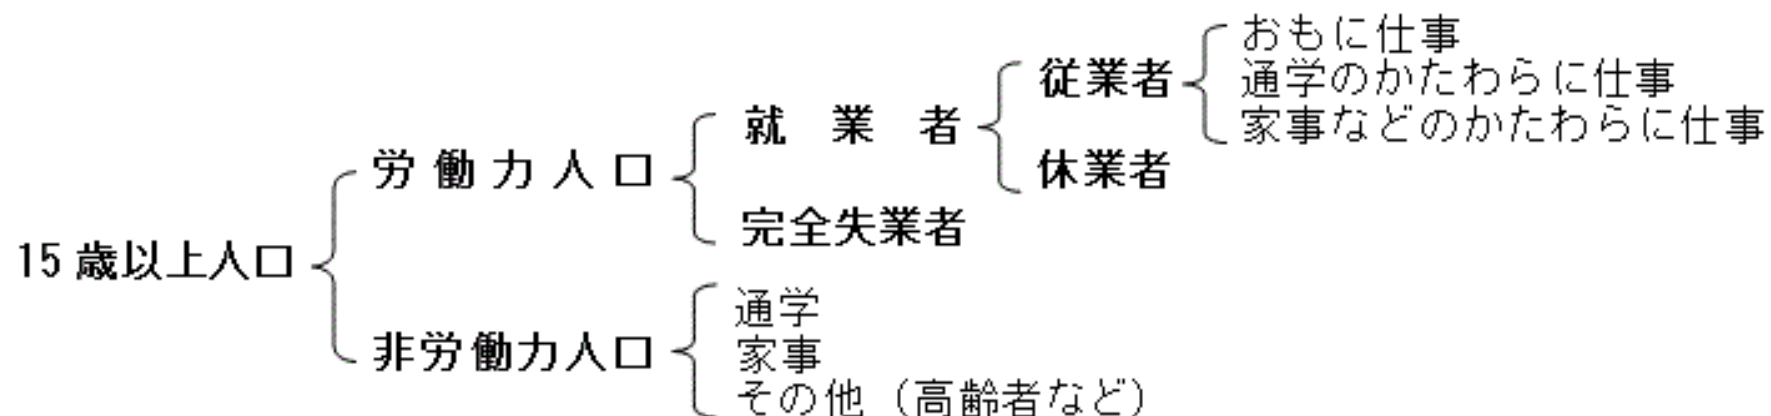 おもに仕事
従業者
通学のかたわらに仕事
就業者
家事などのかたわらに仕事
労働力人口
休業者
完全失業者
15歳以上人口
通学
非労働力人口
家事
その他（高齢者など）